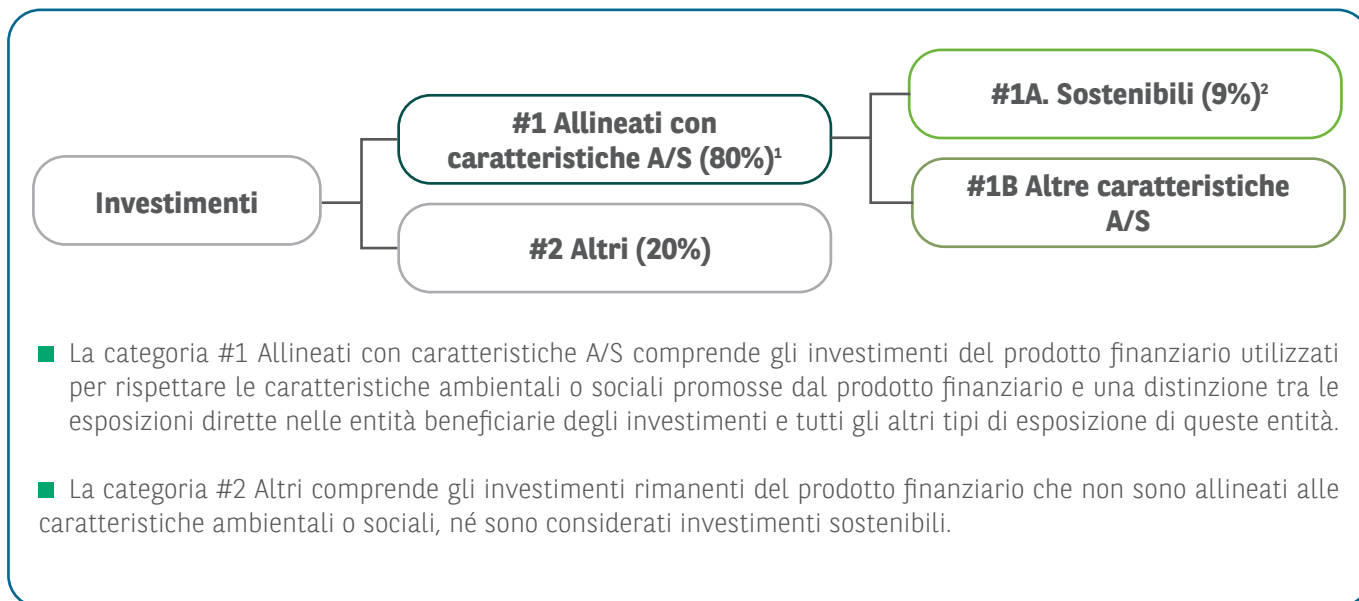 #1A. Sostenibili (9%)²
#1 Allineati con
caratteristiche A/S (80%)¹
#1B Altre caratteristiche
A/S
Investimenti
#2 Altri (20%)
La categoria #1 Allineati con caratteristiche A/S comprende gli investimenti del prodotto finanziario utilizzati
per rispettare le caratteristiche ambientali o sociali promosse dal prodotto finanziario e una distinzione tra le
esposizioni dirette nelle entità beneficiarie degli investimenti e tutti gli altri tipi di esposizione di queste entità.
La categoria #2 Altri comprende gli investimenti rimanenti del prodotto finanziario che non sono allineati alle
caratteristiche ambientali o sociali, né sono considerati investimenti sostenibili.